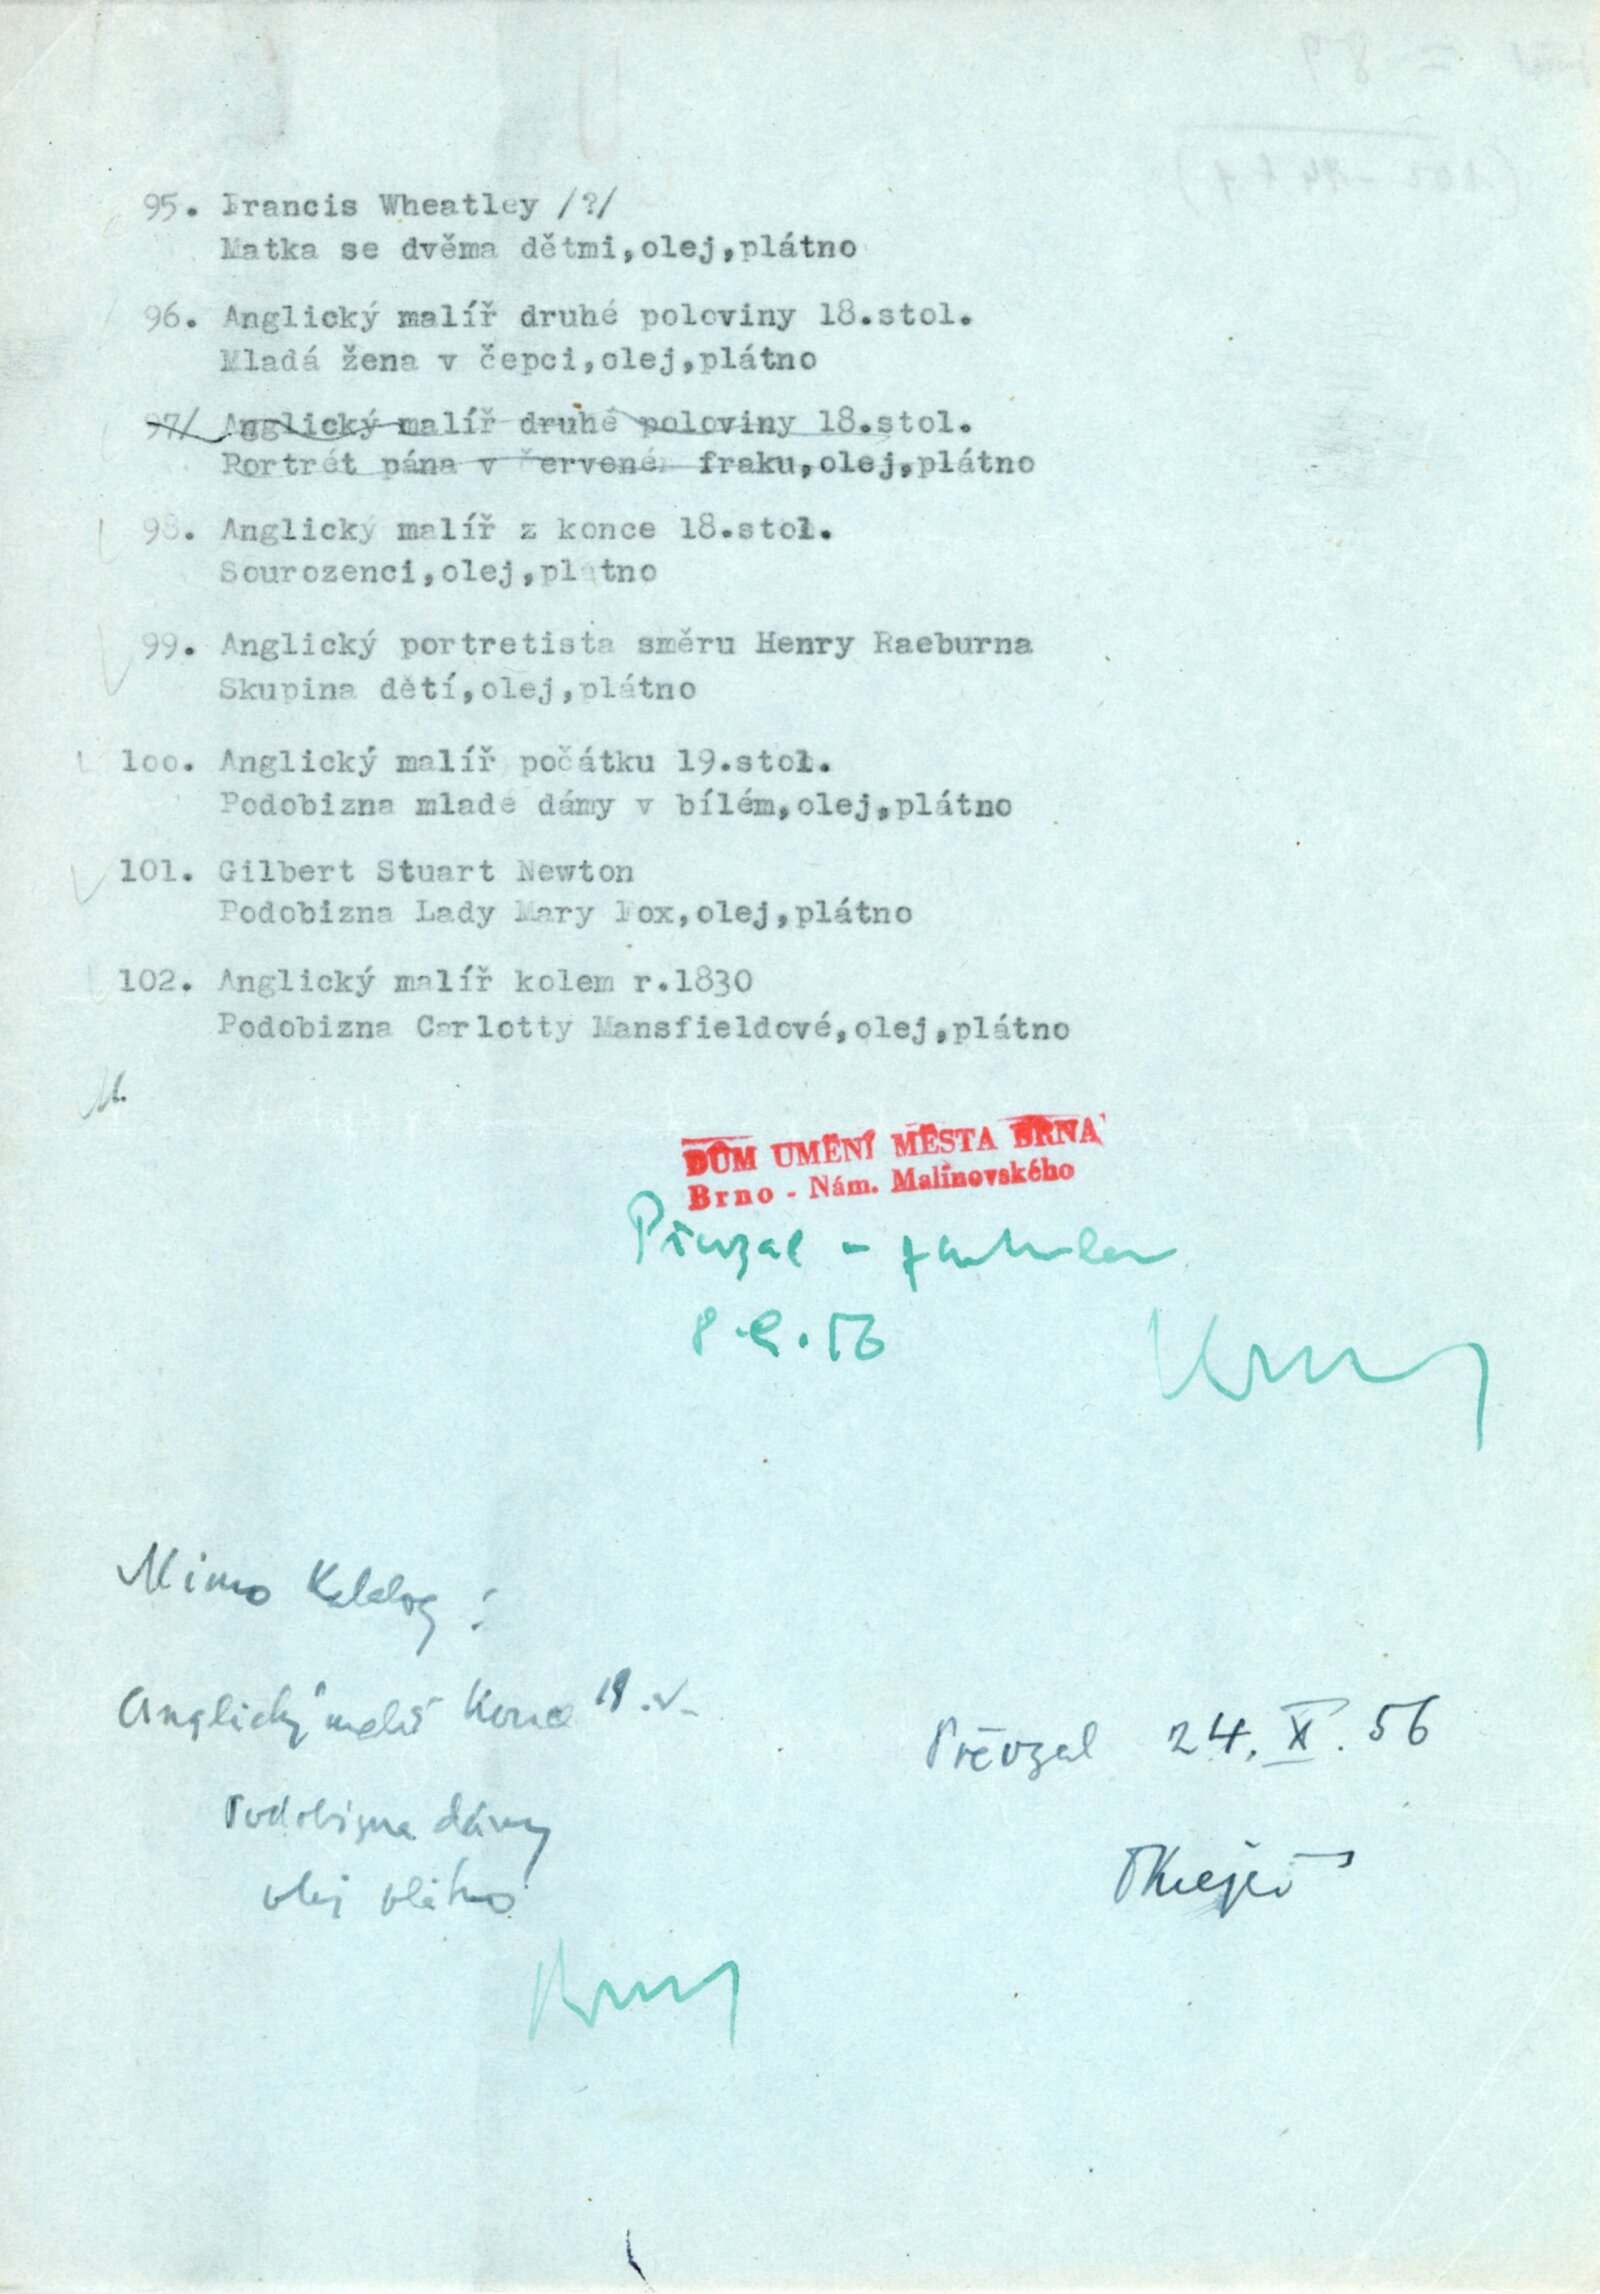 95. Francis Wheatley /?/
Matka se dvěma dětmi,olej,plátno
96. Anglický malíř druhé poloviny 18.stol.
Mladá žena v čepci,olej,plátno
97/ Anglický malíř druhé poloviny 18.stol.
Portrét pána v červeném fraku,olej,plátno
98. Anglický malíř z konce 18.stol.
Sourozenci,olej,plátno
99. Anglický portretista směru Henry Raeburna
Skupina dětí,olej,plátno
100. Anglický malíř počátku 19.stol.
Podobizna mladé dámy v bílém,olej,plátno
101. Gilbert Stuart Newton
Podobizna Lady Mary Fox,olej,plátno
102. Anglický malíř kolem r.1830
Podobizna Carlotty Mansfieldové,olej,plátno
DŮM UMĚNÍ MĚSTA BRNA
Brno - Nám. Malinovského
Převzal -
Mimo Katalog :
Anglický malíř Konce
Podobizna dámy
olej plátno
Převzal 24. X. 56